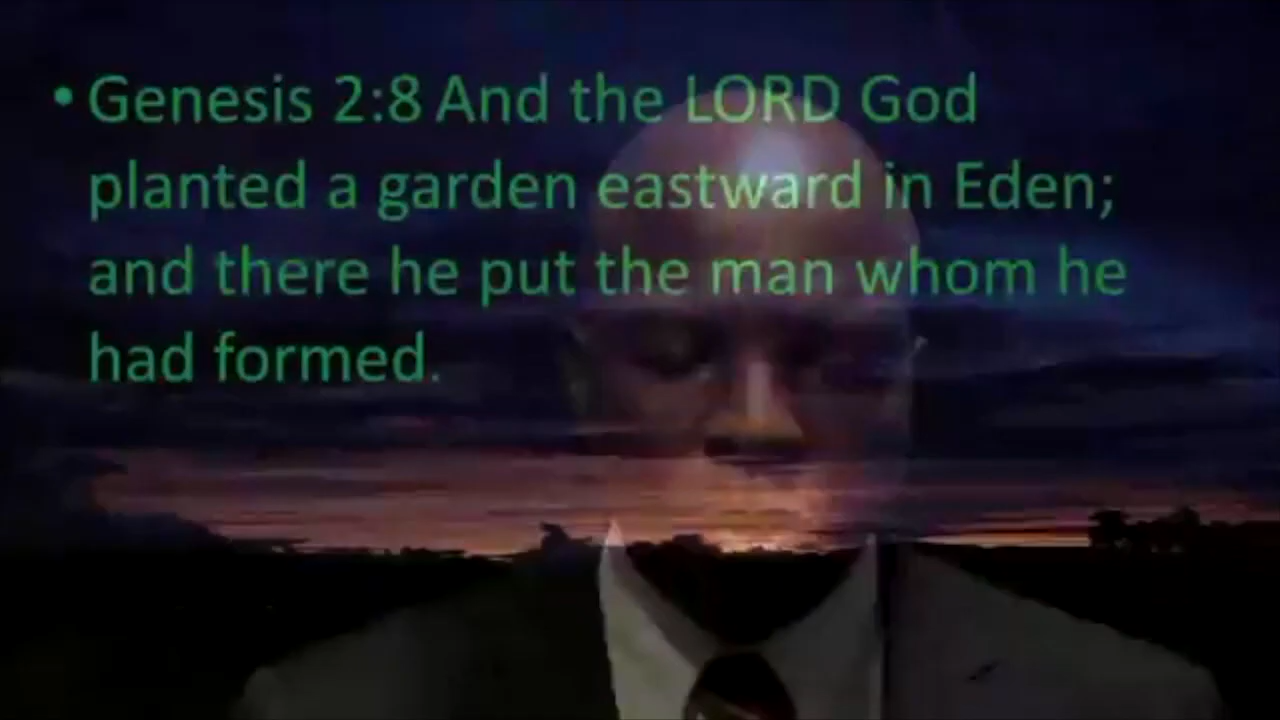 • Genesis 2:8 And the LORD God
planted a garden eastward in Eden;
and there he put the man whom he
had formed.